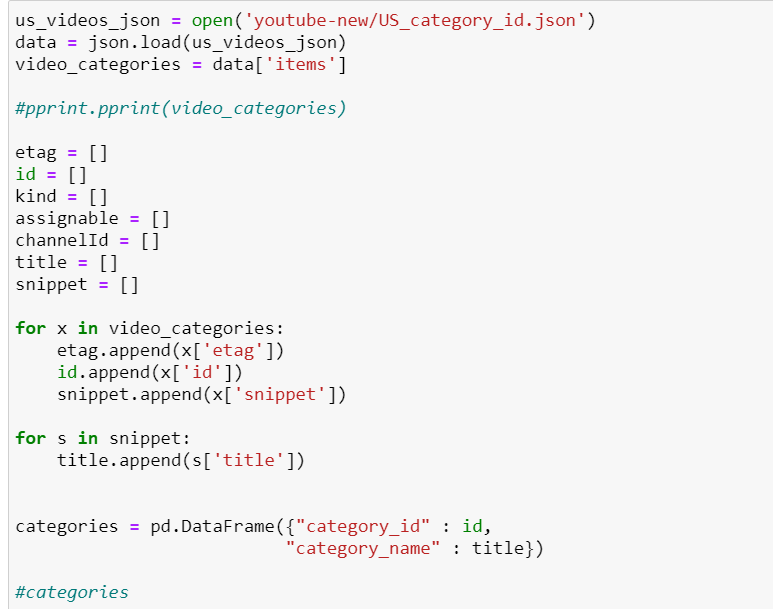 us_videos_json = open('youtube-new/US_category_id.json')
data = json.load(us_videos_json)
video_categories = data['items']
#pprint.pprint(video_categories)
etag = []
id = []
kind = []
assignable = []
channelId = []
title = []
snippet = []
for x in video_categories:
    etag.append(x['etag'])
    id.append(x['id'])
    snippet.append(x['snippet'])
for s in snippet:
    title.append(s['title'])
categories = pd.DataFrame({"category_id" : id,
                          "category_name" : title})
#categories